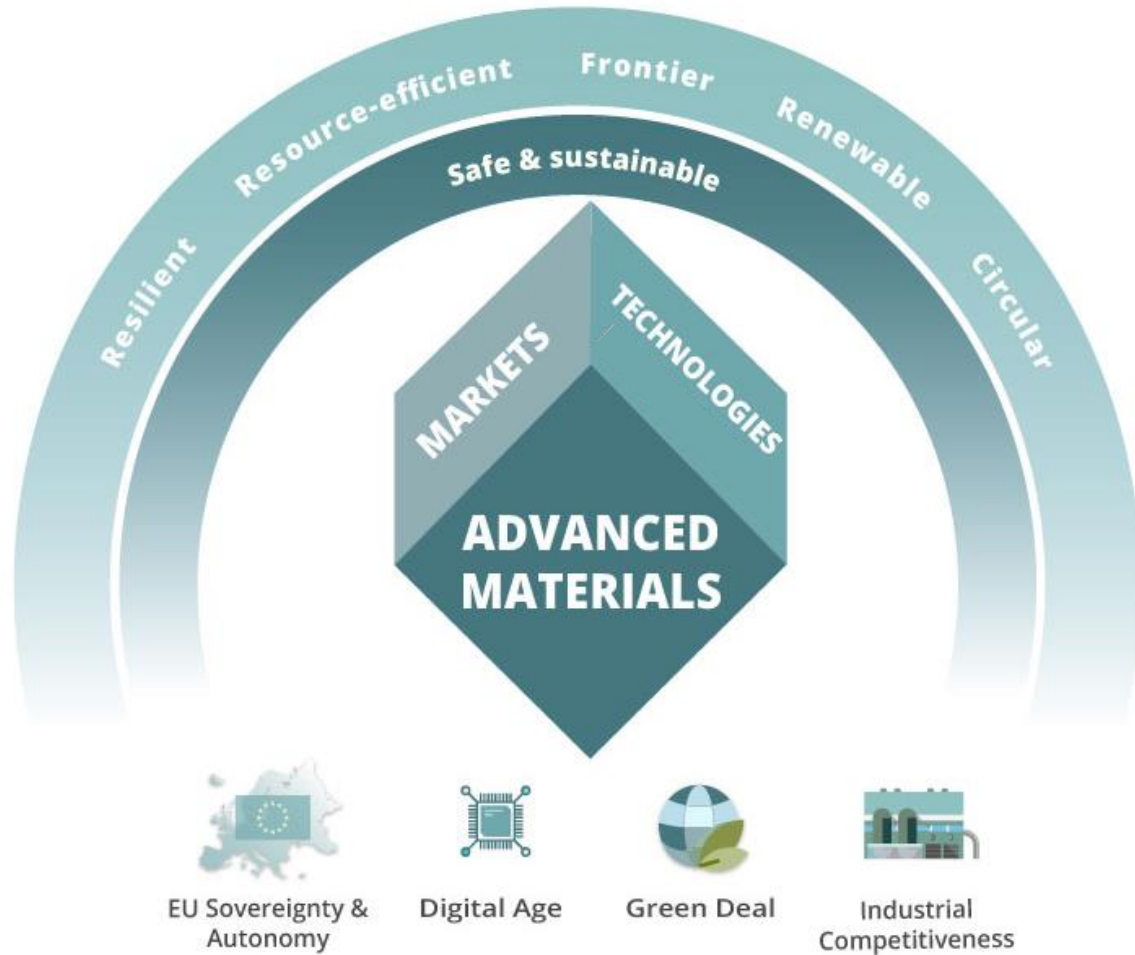 Resilient
Resource-efficient
Frontier
Renewable
Circular
Safe & sustainable
MARKETS
TECHNOLOGIES
ADVANCED
MATERIALS
EU Sovereignty &
Autonomy
Digital Age
Green Deal
Industrial
Competitiveness